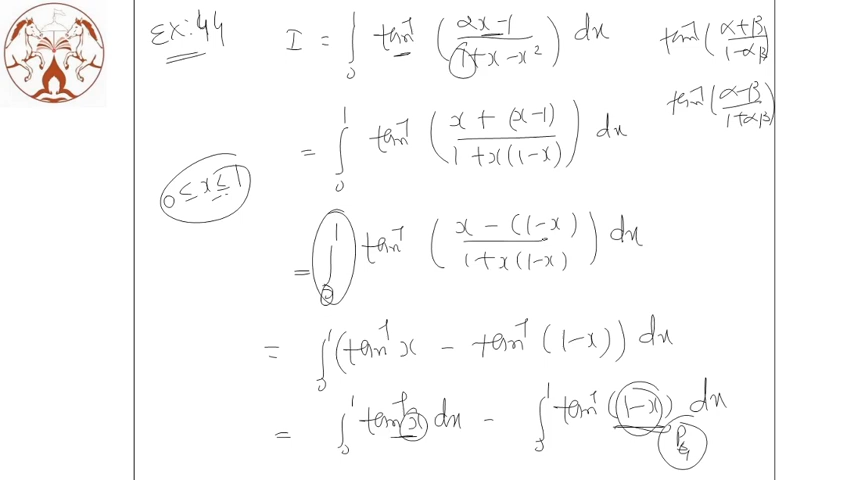 Ex: 44
I = ∫₀¹ tan⁻¹ ( (2x-1) / (1+x-x²) ) dx
tan⁻¹ ( (α+β) / (1-αβ) )
tan⁻¹ ( (α-β) / (1+αβ) )
= ∫₀¹ tan⁻¹ ( (x + (x-1)) / (1+x(1-x)) ) dx
0 ≤ x ≤ 1
= ∫₀¹ tan⁻¹ ( (x - (1-x)) / (1+x(1-x)) ) dx
= ∫₀¹ (tan⁻¹ x - tan⁻¹ (1-x)) dx
= ∫₀¹ tan⁻¹ x dx - ∫₀¹ tan⁻¹ (1-x) dx
P₄